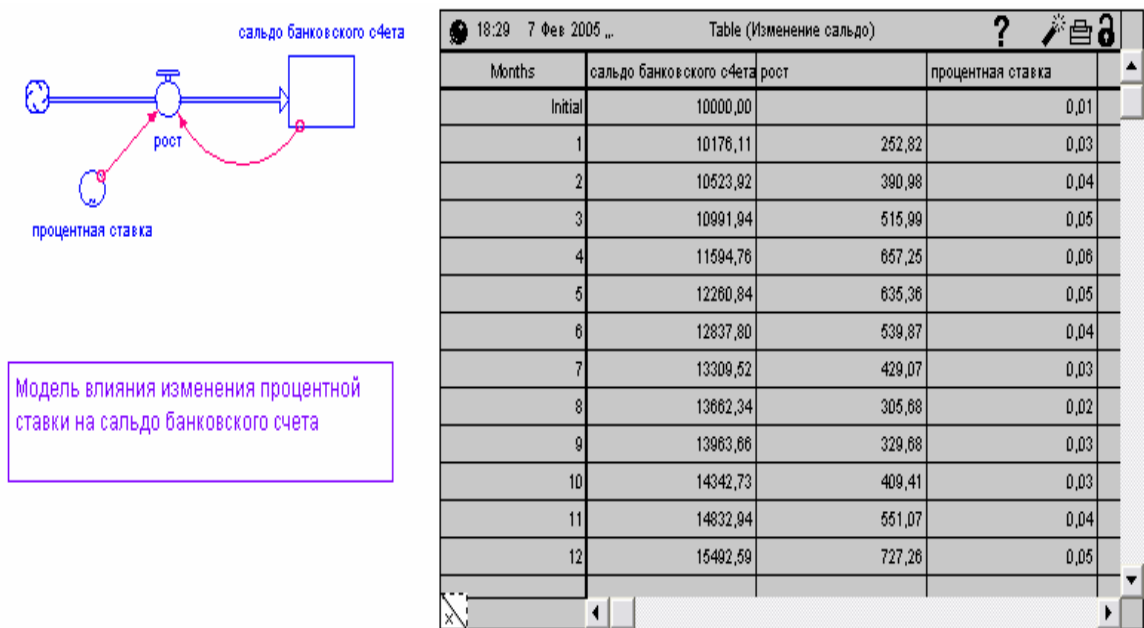 сальдо банковского с4ета
рост
процентная ставка
Модель влияния изменения процентной
ставки на сальдо банковского счета
18:29 7 Фев 2005 „ Table (Изменение сальдо) ?
Months сальдо банковского с4ета рост процентная ставка
Initial 10000,00 0,01
1 10176,11 252,82 0,03
2 10523,92 390,98 0,04
3 10991,94 515,99 0,05
4 11594,76 657,25 0,06
5 12260,84 635,36 0,05
6 12837,80 539,87 0,04
7 13309,52 429,07 0,03
8 13662,34 305,68 0,02
9 13963,66 329,68 0,03
10 14342,73 409,41 0,03
11 14832,94 551,07 0,04
12 15492,59 727,26 0,05